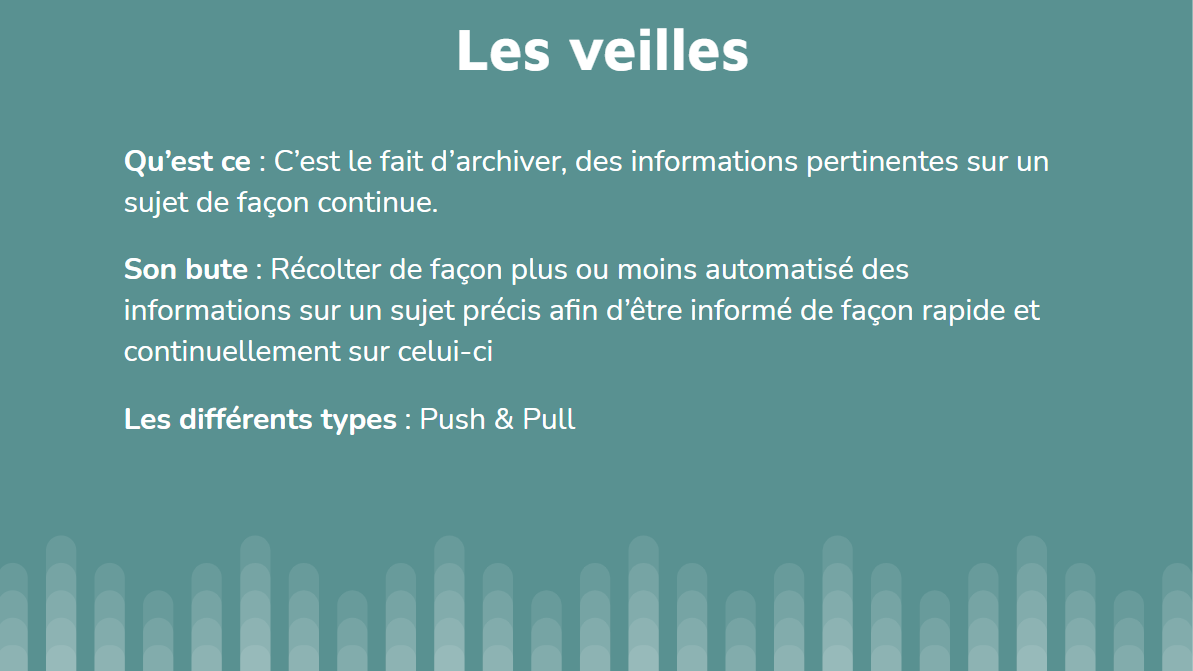 Les veilles
Qu’est ce : C’est le fait d’archiver, des informations pertinentes sur un
sujet de façon continue.
Son bute : Récolter de façon plus ou moins automatisé des
informations sur un sujet précis afin d’être informé de façon rapide et
continuellement sur celui-ci
Les différents types : Push & Pull